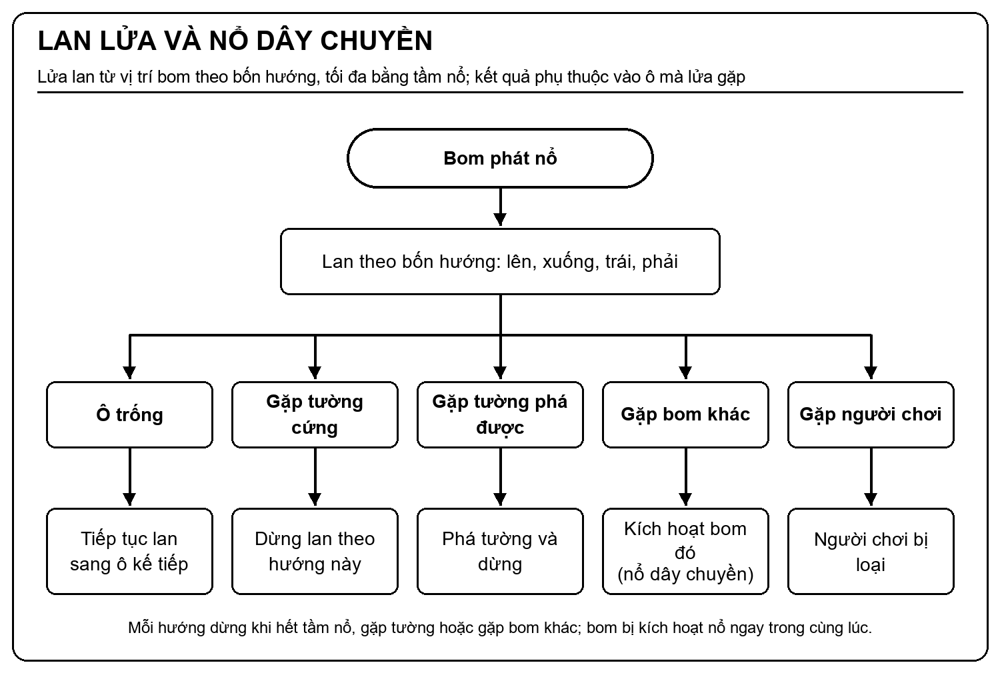 LAN LỬA VÀ NỔ DÂY CHUYỀN
Lửa lan từ vị trí bom theo bốn hướng, tối đa bằng tầm nổ; kết quả phụ thuộc vào ô mà lửa gặp
Bom phát nổ
Lan theo bốn hướng: lên, xuống, trái, phải
Ô trống
Gặp tường
cứng
Gặp tường phá
được
Gặp bom khác
Gặp người chơi
Tiếp tục lan
sang ô kế tiếp
Dừng lan theo
hướng này
Phá tường và
dừng
Kích hoạt bom
đó
(nổ dây chuyền)
Người chơi bị
loại
Mỗi hướng dừng khi hết tầm nổ, gặp tường hoặc gặp bom khác; bom bị kích hoạt nổ ngay trong cùng lúc.